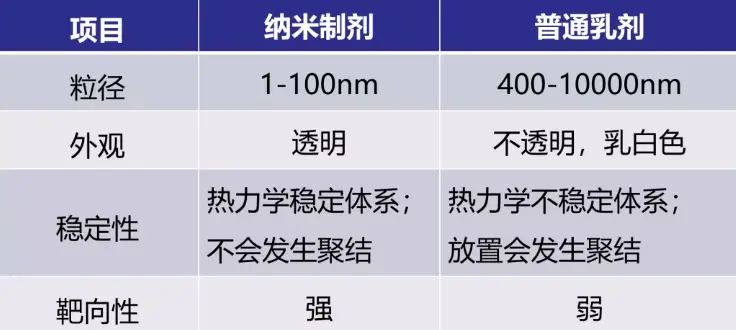 项目 纳米制剂 普通乳剂
粒径 1-100nm 400-10000nm
外观 透明 不透明，乳白色
稳定性 热力学稳定体系；不会发生聚结 热力学不稳定体系；放置会发生聚结
靶向性 强 弱